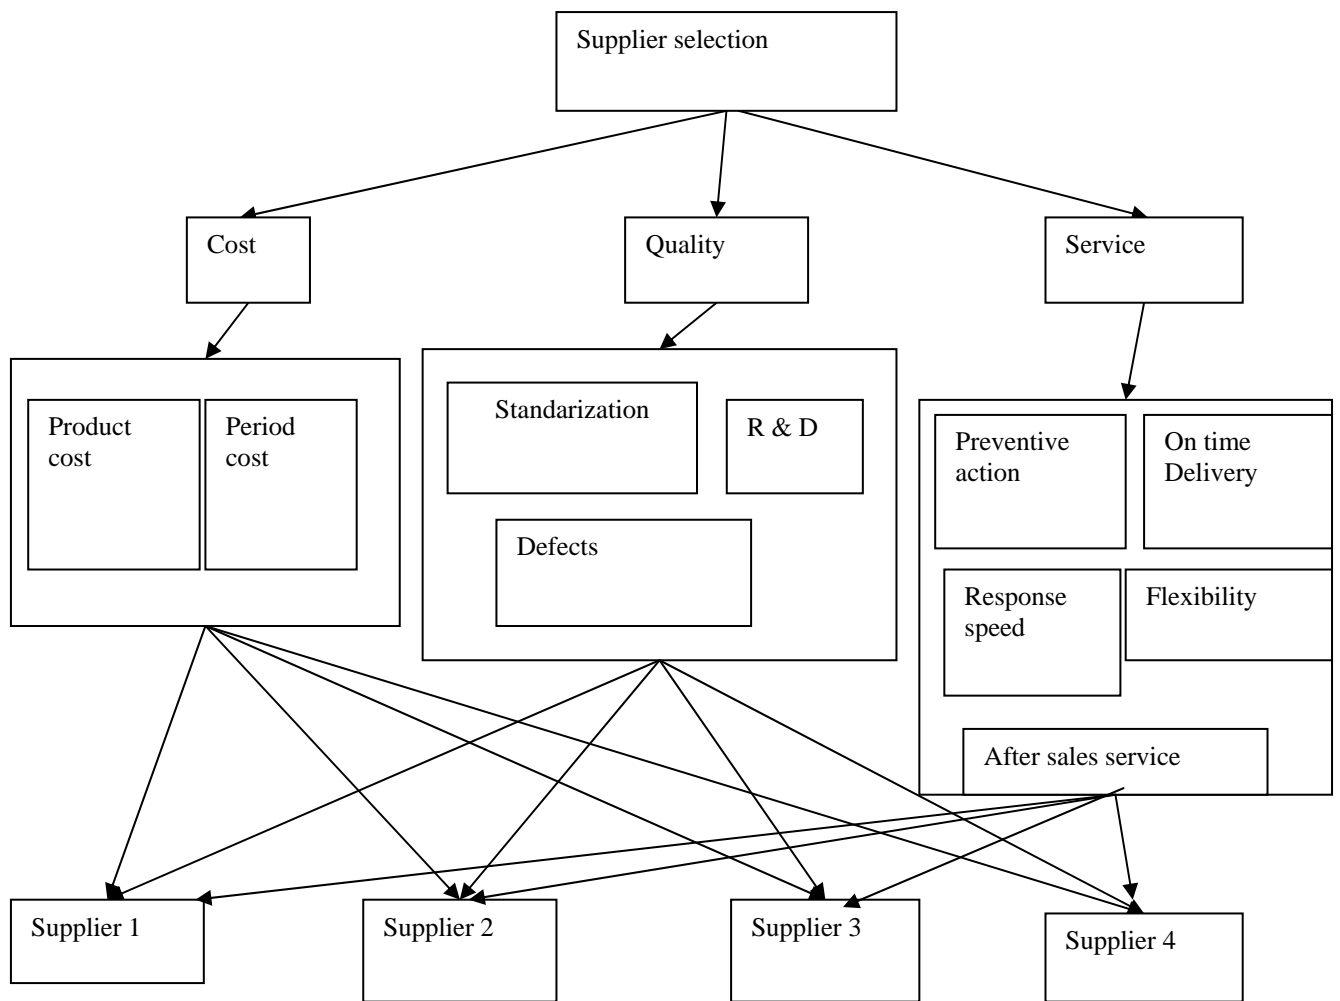 Supplier selection
Cost
Quality
Service
Product
cost
Period
cost
Standarization
R & D
Defects
Preventive
action
On time
Delivery
Response
speed
Flexibility
After sales service
Supplier 1
Supplier 2
Supplier 3
Supplier 4